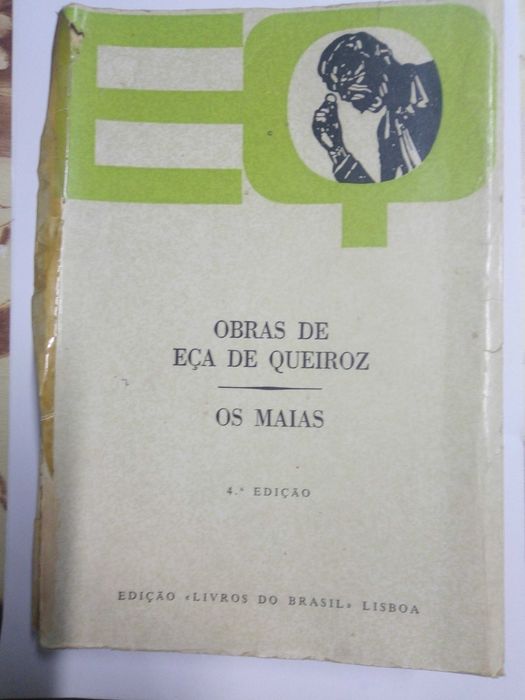 EQ
OBRAS DE
EÇA DE QUEIROZ
OS MAIAS
4.ª EDIÇÃO
EDIÇÃO «LIVROS DO BRASIL» LISBOA